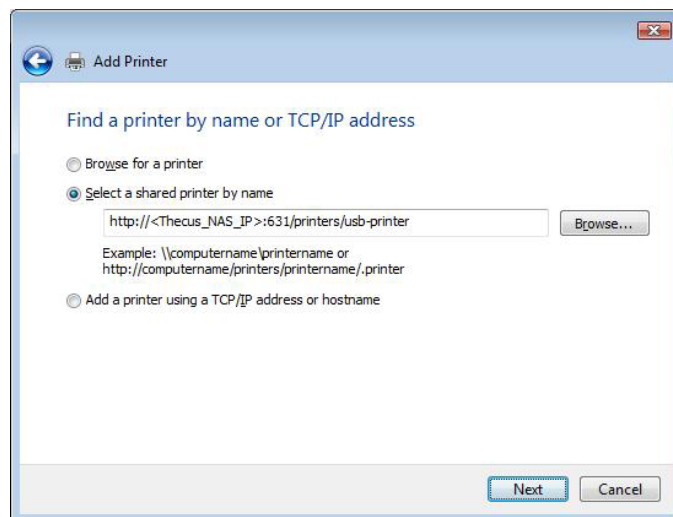 Add Printer
Find a printer by name or TCP/IP address
Browse for a printer
Select a shared printer by name
http://<Thecus_NAS_IP>:631/printers/usb-printer
Browse...
Example: \\computername\printername or
http://computername/printers/printername/.printer
Add a printer using a TCP/IP address or hostname
Next
Cancel